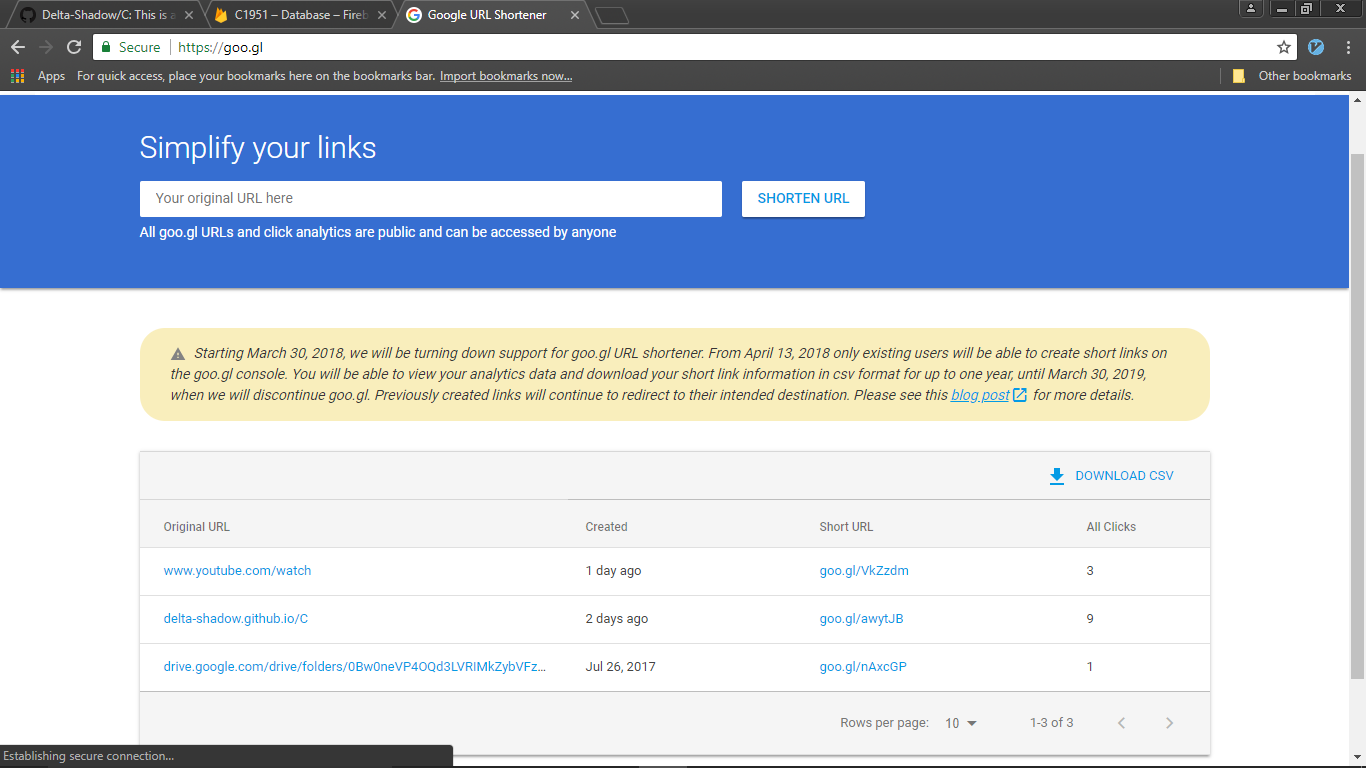 Delta-Shadow/C: This is a
C1951 – Database – Fireb
Google URL Shortener
Secure
https://goo.gl
Apps
For quick access, place your bookmarks here on the bookmarks bar. Import bookmarks now...
Other bookmarks
Simplify your links
Your original URL here
SHORTEN URL
All goo.gl URLs and click analytics are public and can be accessed by anyone
Starting March 30, 2018, we will be turning down support for goo.gl URL shortener. From April 13, 2018 only existing users will be able to create short links on
the goo.gl console. You will be able to view your analytics data and download your short link information in csv format for up to one year, until March 30, 2019,
when we will discontinue goo.gl. Previously created links will continue to redirect to their intended destination. Please see this blog post for more details.
DOWNLOAD CSV
Original URL Created Short URL All Clicks
www.youtube.com/watch 1 day ago goo.gl/VkZzdm 3
delta-shadow.github.io/C 2 days ago goo.gl/awytJB 9
drive.google.com/drive/folders/0Bw0neVP4OQd3LVRIMkZybVFz... Jul 26, 2017 goo.gl/nAxcGP 1
Rows per page: 10 1-3 of 3
Establishing secure connection...